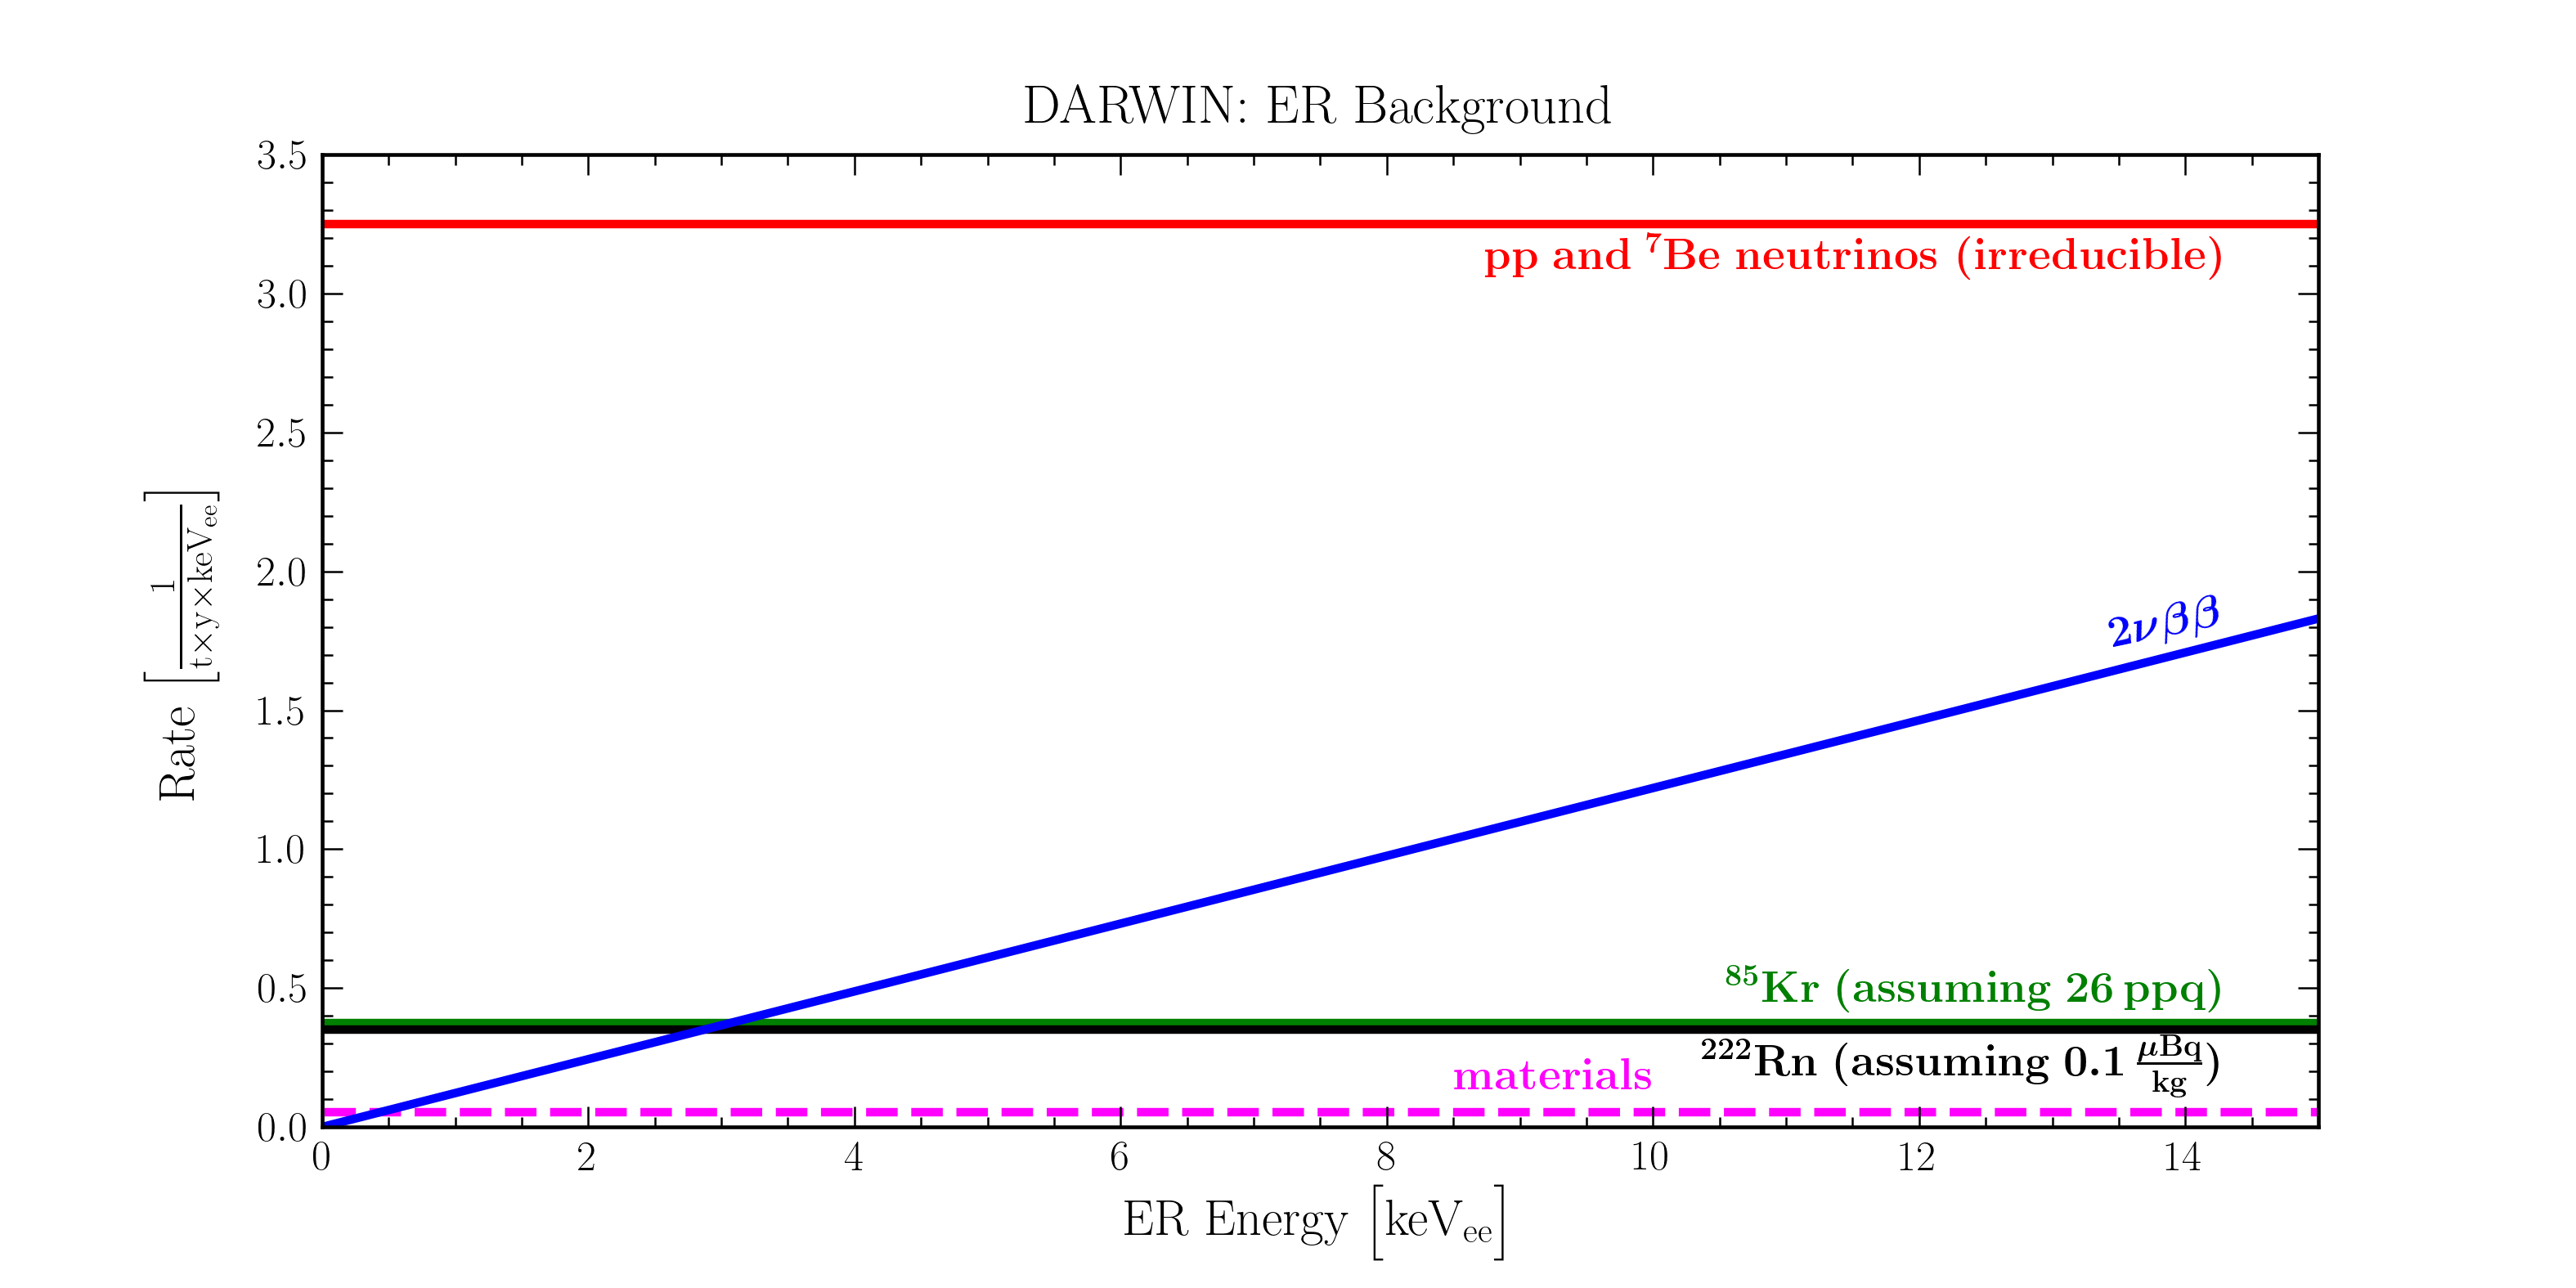 DARWIN: ER Background
3.5
3.0
2.5
2.0
1.5
1.0
0.5
0.0
Rate [1/(t×y×keVₑₑ)]
pp and ⁷Be neutrinos (irreducible)
2νββ
⁸⁵Kr (assuming 26 ppq)
²²²Rn (assuming 0.1 μBq/kg)
materials
0 2 4 6 8 10 12 14
ER Energy [keVₑₑ]